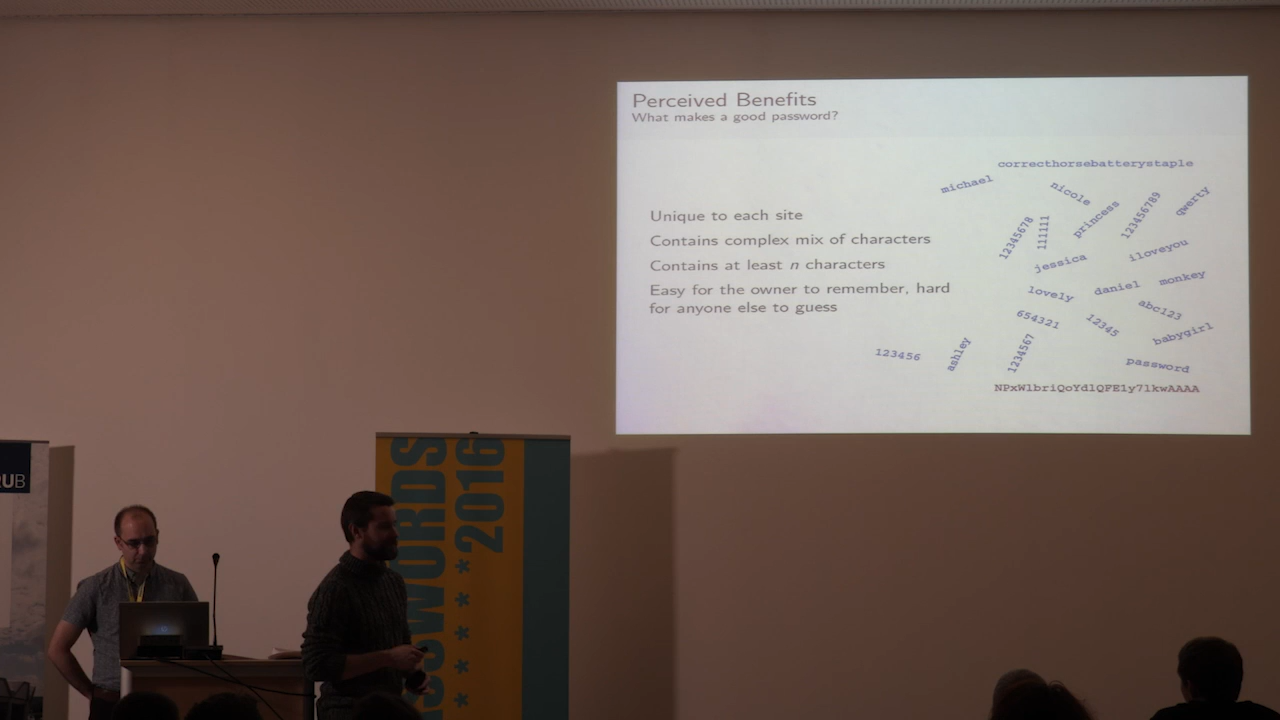 Perceived Benefits
What makes a good password?
correcthorsebatterystaple
michael
nicole
princess
123456789
qwerty
12345678
111111
Unique to each site
Contains complex mix of characters
Contains at least n characters
Easy for the owner to remember, hard
for anyone else to guess
jessica
iloveyou
lovely
daniel
monkey
654321
12345
abc123
babygirl
123456
ashley
1234567
password
NPxW1briQoYd1QFE1y71kwAAAA
SSWORDS
2016
*****
RUB